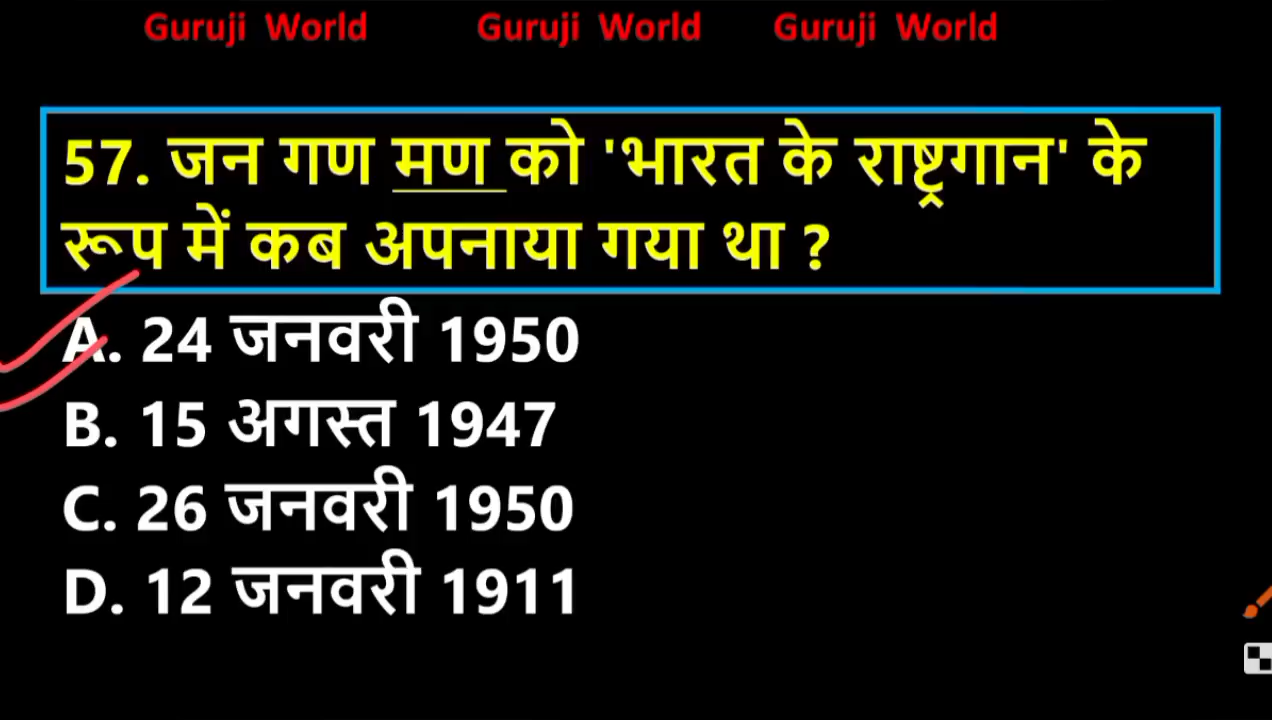 Guruji World Guruji World Guruji World
57. जन गण मण को 'भारत के राष्ट्रगान' के
रूप में कब अपनाया गया था ?
A. 24 जनवरी 1950
B. 15 अगस्त 1947
C. 26 जनवरी 1950
D. 12 जनवरी 1911